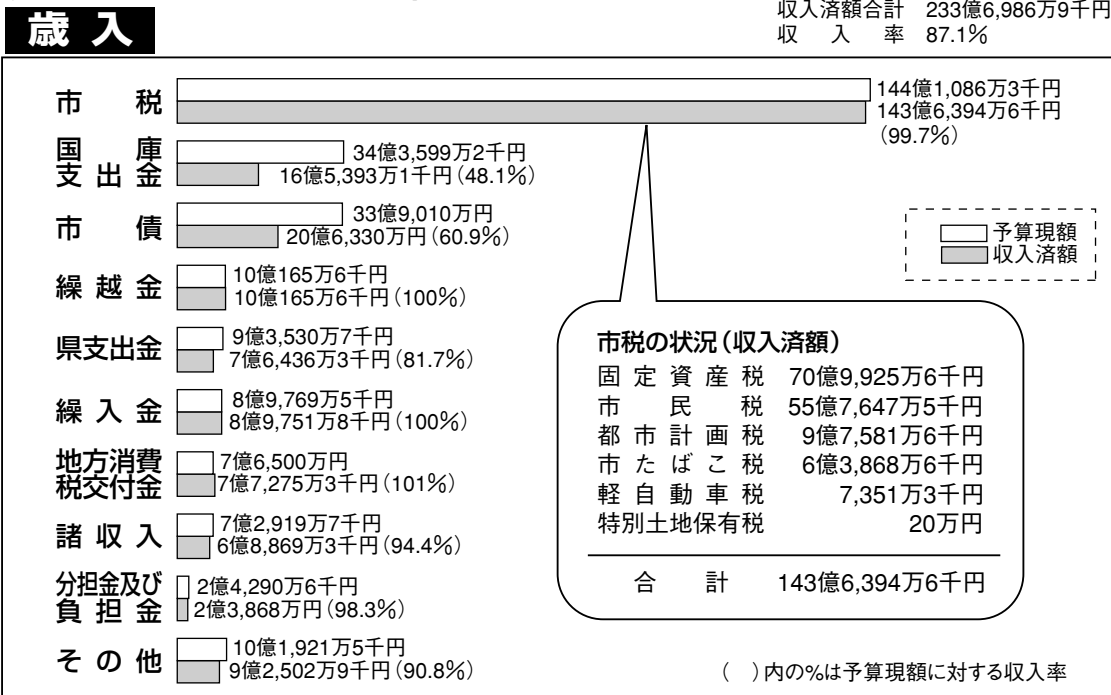 収入済額合計 233億6,986万9千円
収入率 87.1%
歳入
市税
144億1,086万3千円
143億6,394万6千円
(99.7%)
国庫
支出金
34億3,599万2千円
16億5,393万1千円(48.1%)
市債
33億9,010万円
20億6,330万円(60.9%)
予算現額
収入済額
繰越金
10億165万6千円
10億165万6千円(100%)
県支出金
9億3,530万7千円
7億6,436万3千円(81.7%)
繰入金
8億9,769万5千円
8億9,751万8千円(100%)
地方消費
税交付金
7億6,500万円
7億7,275万3千円(101%)
諸収入
7億2,919万7千円
6億8,869万3千円(94.4%)
分担金及び
負担金
2億4,290万6千円
2億3,868万円(98.3%)
その他
10億1,921万5千円
9億2,502万9千円(90.8%)
市税の状況(収入済額)
固定資産税 70億9,925万6千円
市民税 55億7,647万5千円
都市計画税 9億7,581万6千円
市たばこ税 6億3,868万6千円
軽自動車税 7,351万3千円
特別土地保有税 20万円
合計 143億6,394万6千円
( )内の%は予算現額に対する収入率